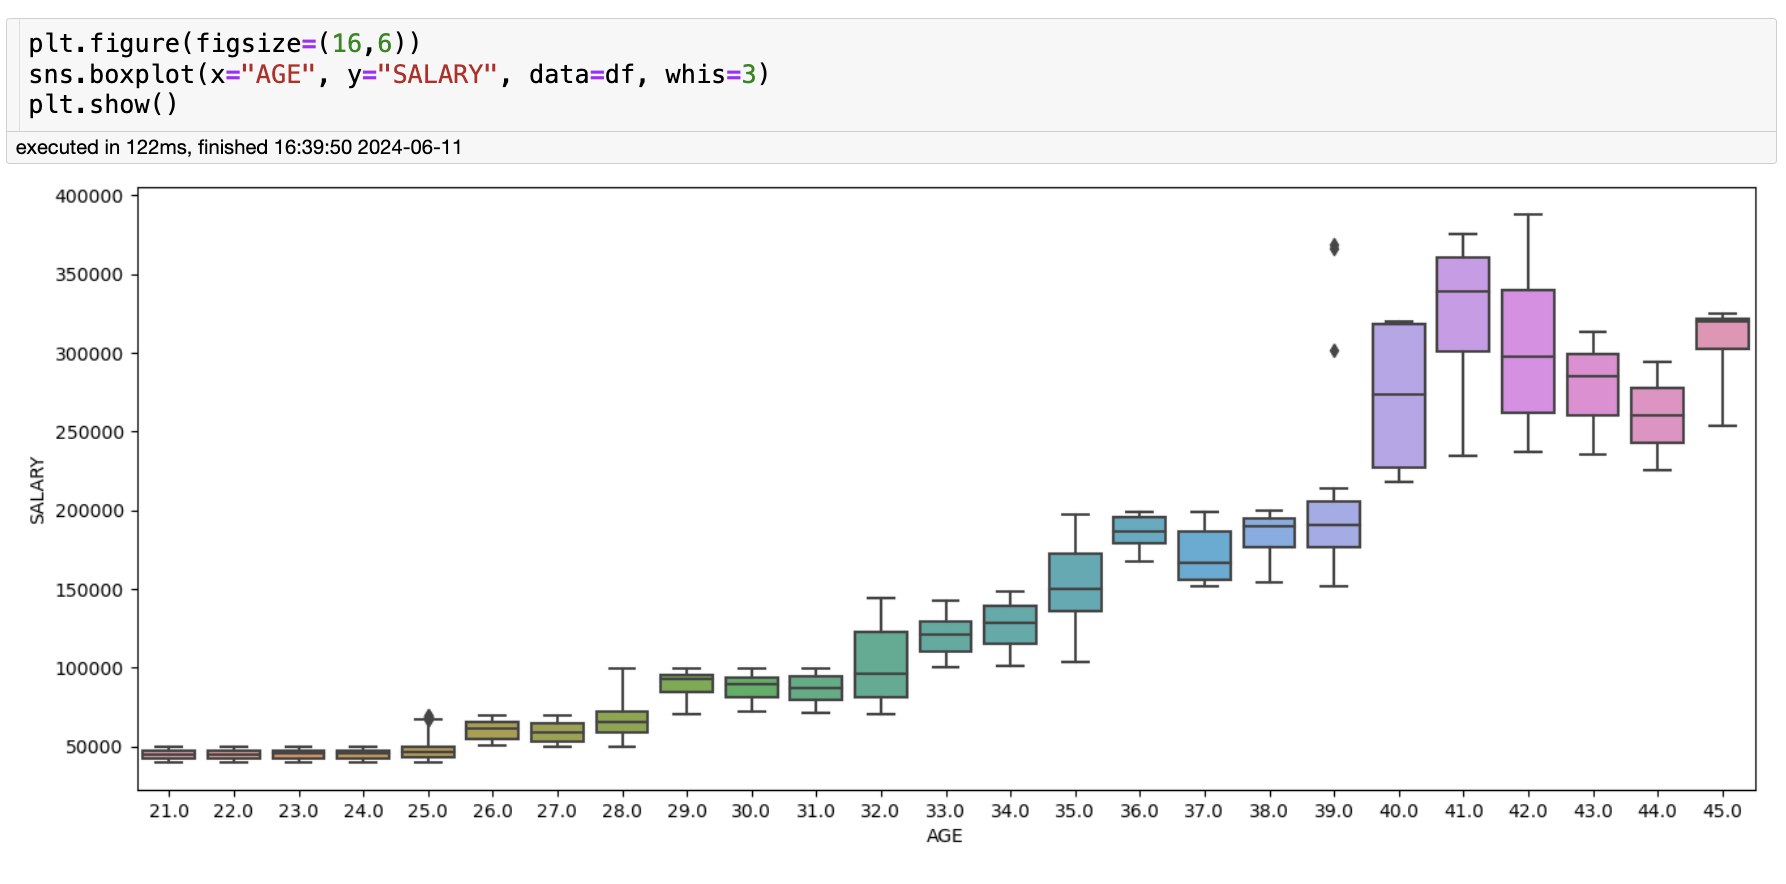 plt.figure(figsize=(16,6))
sns.boxplot(x="AGE", y="SALARY", data=df, whis=3)
plt.show()
executed in 122ms, finished 16:39:50 2024-06-11
400000
350000
300000
250000
200000
150000
100000
50000
SALARY
21.0 22.0 23.0 24.0 25.0 26.0 27.0 28.0 29.0 30.0 31.0 32.0 33.0 34.0 35.0 36.0 37.0 38.0 39.0 40.0 41.0 42.0 43.0 44.0 45.0
AGE